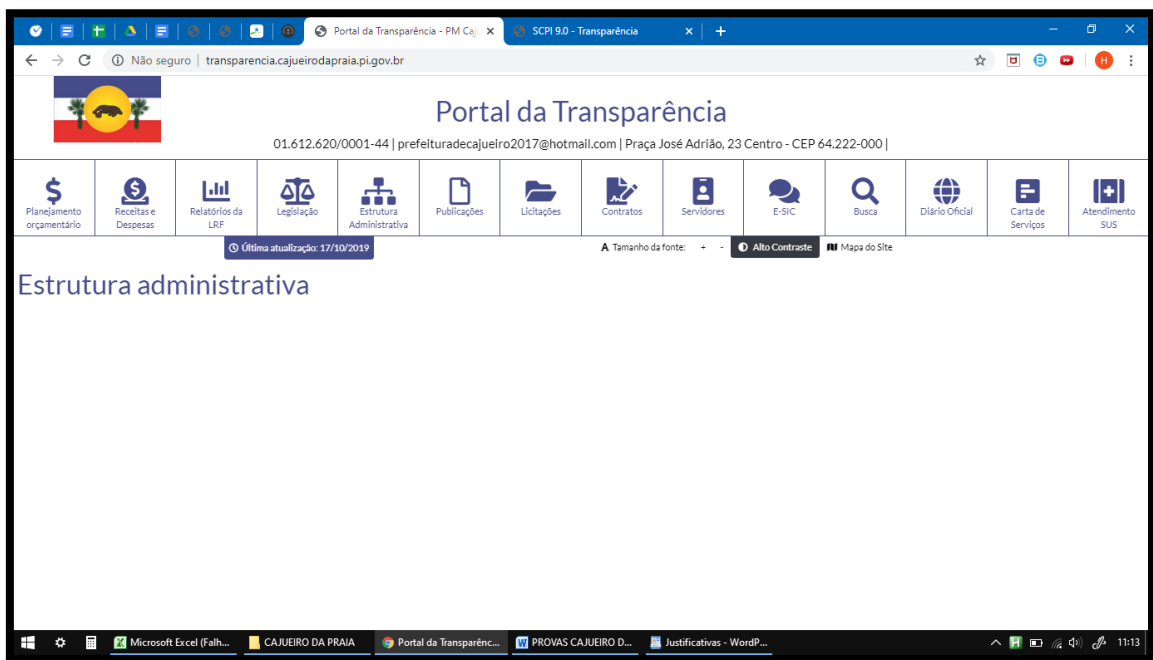 Portal da Transparência - PM Caj
SCPI 9.0 - Transparência
Não seguro | transparencia.cajueirodapraia.pi.gov.br
H
Portal da Transparência
01.612.620/0001-44 | prefeituradecajueiro2017@hotmail.com | Praça José Adrião, 23 Centro - CEP 64.222-000 |
Planejamento orçamentário
Receitas e Despesas
Relatórios da LRF
Legislação
Estrutura Administrativa
Publicações
Licitações
Contratos
Servidores
E-SIC
Busca
Diário Oficial
Carta de Serviços
Atendimento SUS
Última atualização: 17/10/2019
A Tamanho da fonte: + -
Alto Contraste
Mapa do Site
Estrutura administrativa
Microsoft Excel (Falh...
CAJUEIRO DA PRAIA
Portal da Transparênc...
PROVAS CAJUEIRO D...
Justificativas - WordP...
11:13